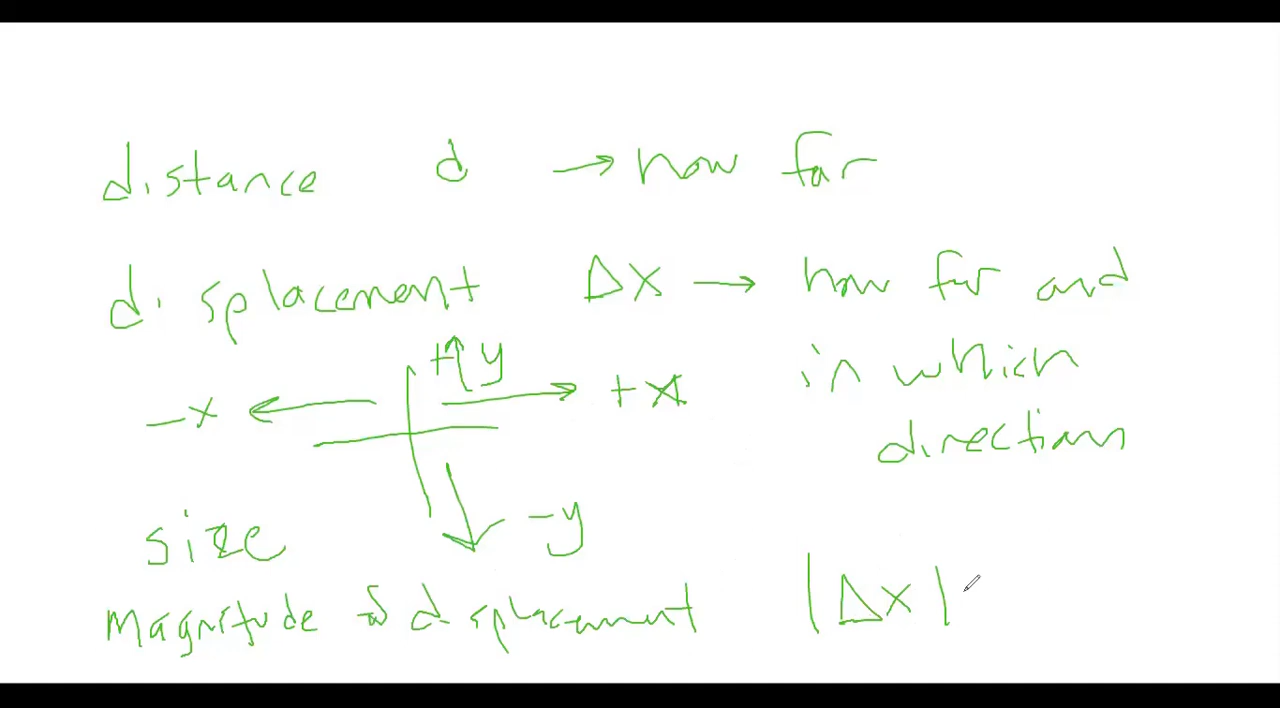 distance d → how far
displacement Δx → how far and
in which
direction
+y
-x +x
-y
size
magnitude of displacement |Δx|